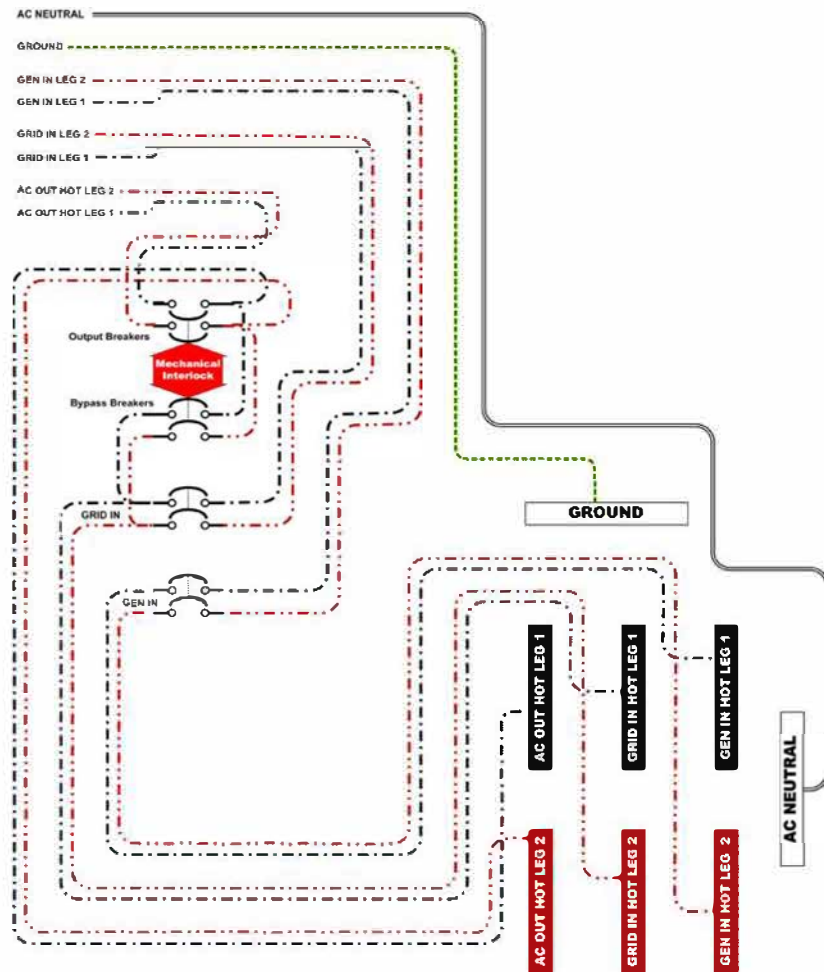 AC NEUTRAL
GROUND
GEN IN LEG 2
GEN IN LEG 1
GRID IN LEG 2
GRID IN LEG 1
AC OUT HOT LEG 2
AC OUT HOT LEG 1
Output Breakers
Mechanical
Interlock
Bypass Breakers
GRID IN
GEN IN
GROUND
AC OUT HOT LEG 1
GRID IN HOT LEG 1
GEN IN HOT LEG 1
AC NEUTRAL
AC OUT HOT LEG 2
GRID IN HOT LEG 2
GEN IN HOT LEG 2